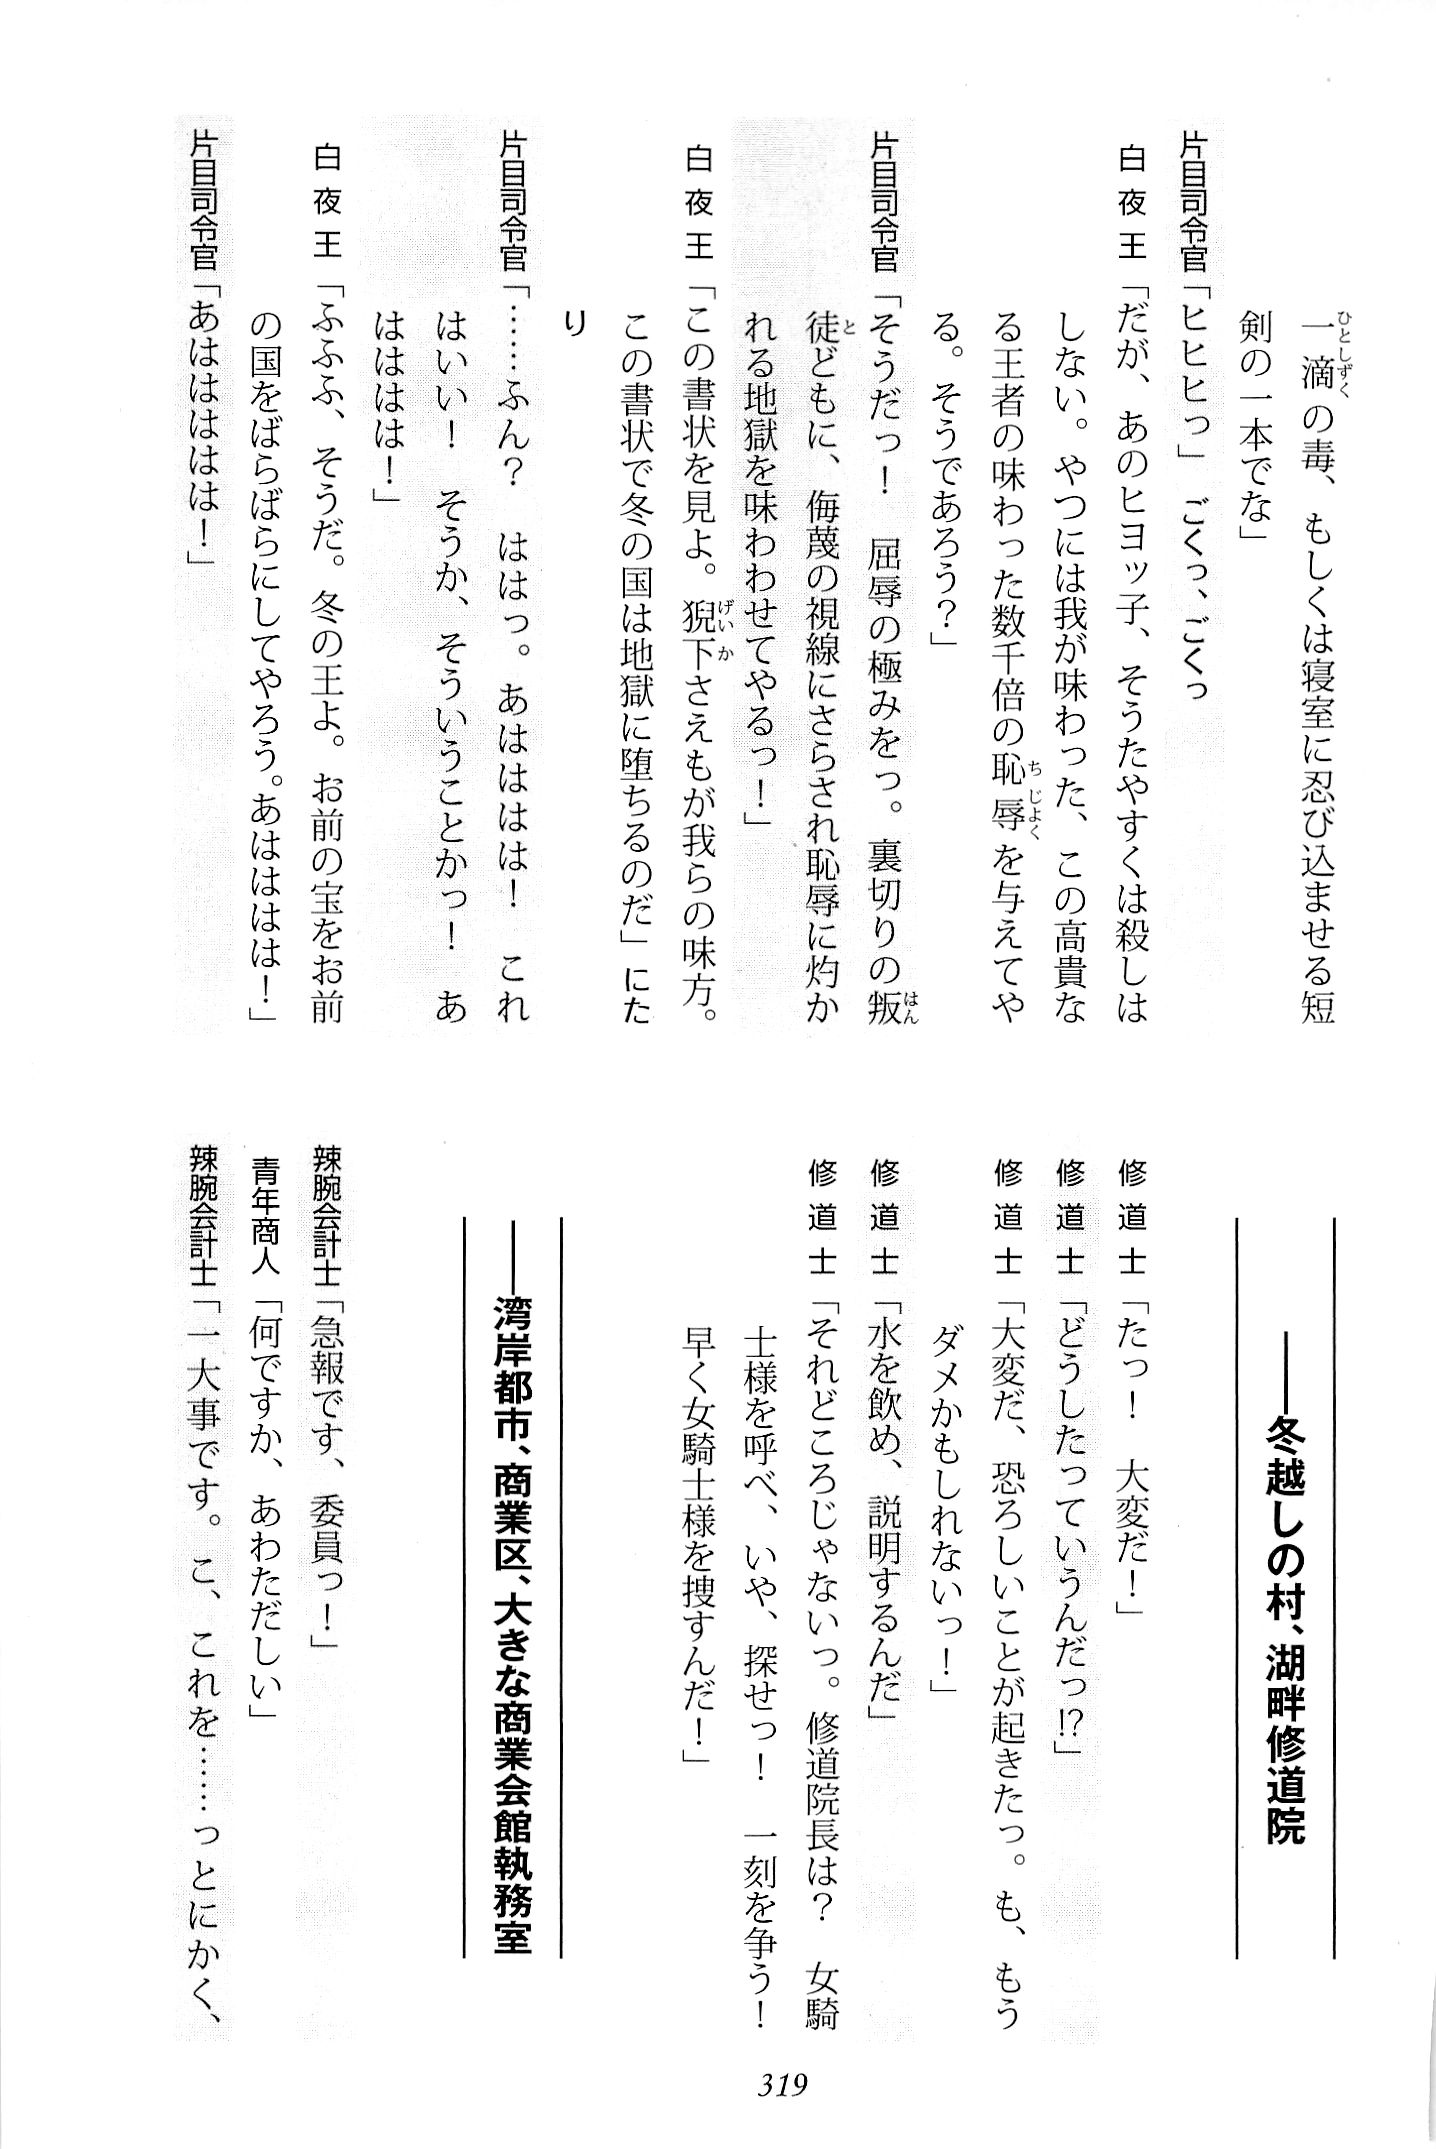 一滴の毒、もしくは寝室に忍び込ませる短
剣の一本でな」
片目司令官「ヒヒヒっ」ごくっ、ごくっ
白夜王「だが、あのヒヨッ子、そうたやすくは殺しは
しない。やつには我が味わった、この高貴な
る王者の味わった数千倍の恥辱を与えてや
る。そうであろう？」
片目司令官「そうだっ！　屈辱の極みをっ。裏切りの叛
徒どもに、侮蔑の視線にさらされ恥辱に灼か
れる地獄を味わわせてやるっ！」
白夜王「この書状を見よ。猊下さえもが我らの味方。
この書状で冬の国は地獄に堕ちるのだ」にた
り
片目司令官「……ふん？　ははっ。あはははは！　これ
はいい！　そうか、そういうことかっ！　あ
はははは！」
白夜王「ふふふ、そうだ。冬の王よ。お前の宝をお前
の国をばらばらにしてやろう。あはははは！」
片目司令官「あははははは！」
――冬越しの村、湖畔修道院
修道士「たっ！　大変だ！」
修道士「どうしたっていうんだっ!?」
修道士「大変だ、恐ろしいことが起きたっ。も、もう
ダメかもしれないっ！」
修道士「水を飲め、説明するんだ」
修道士「それどころじゃないっ。修道院長は？　女騎
士様を呼べ、いや、探せっ！　一刻を争う！
早く女騎士様を捜すんだ！」
――湾岸都市、商業区、大きな商業会館執務室
辣腕会計士「急報です、委員っ！」
青年商人「何ですか、あわただしい」
辣腕会計士「一大事です。こ、これを……っとにかく、
319